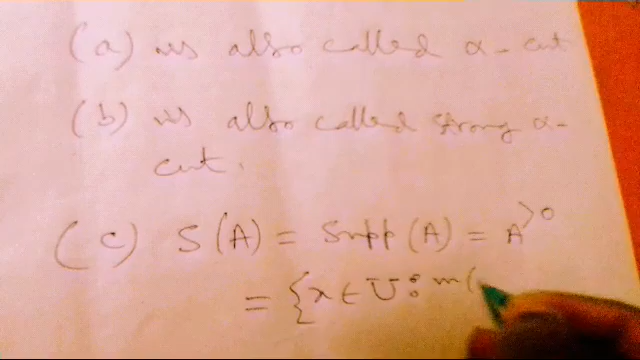 (a) is also called α-cut
(b) is also called strong α-
cut.
(c) S(A) = Supp(A) = A^{>0}
= {x ∈ U : m(